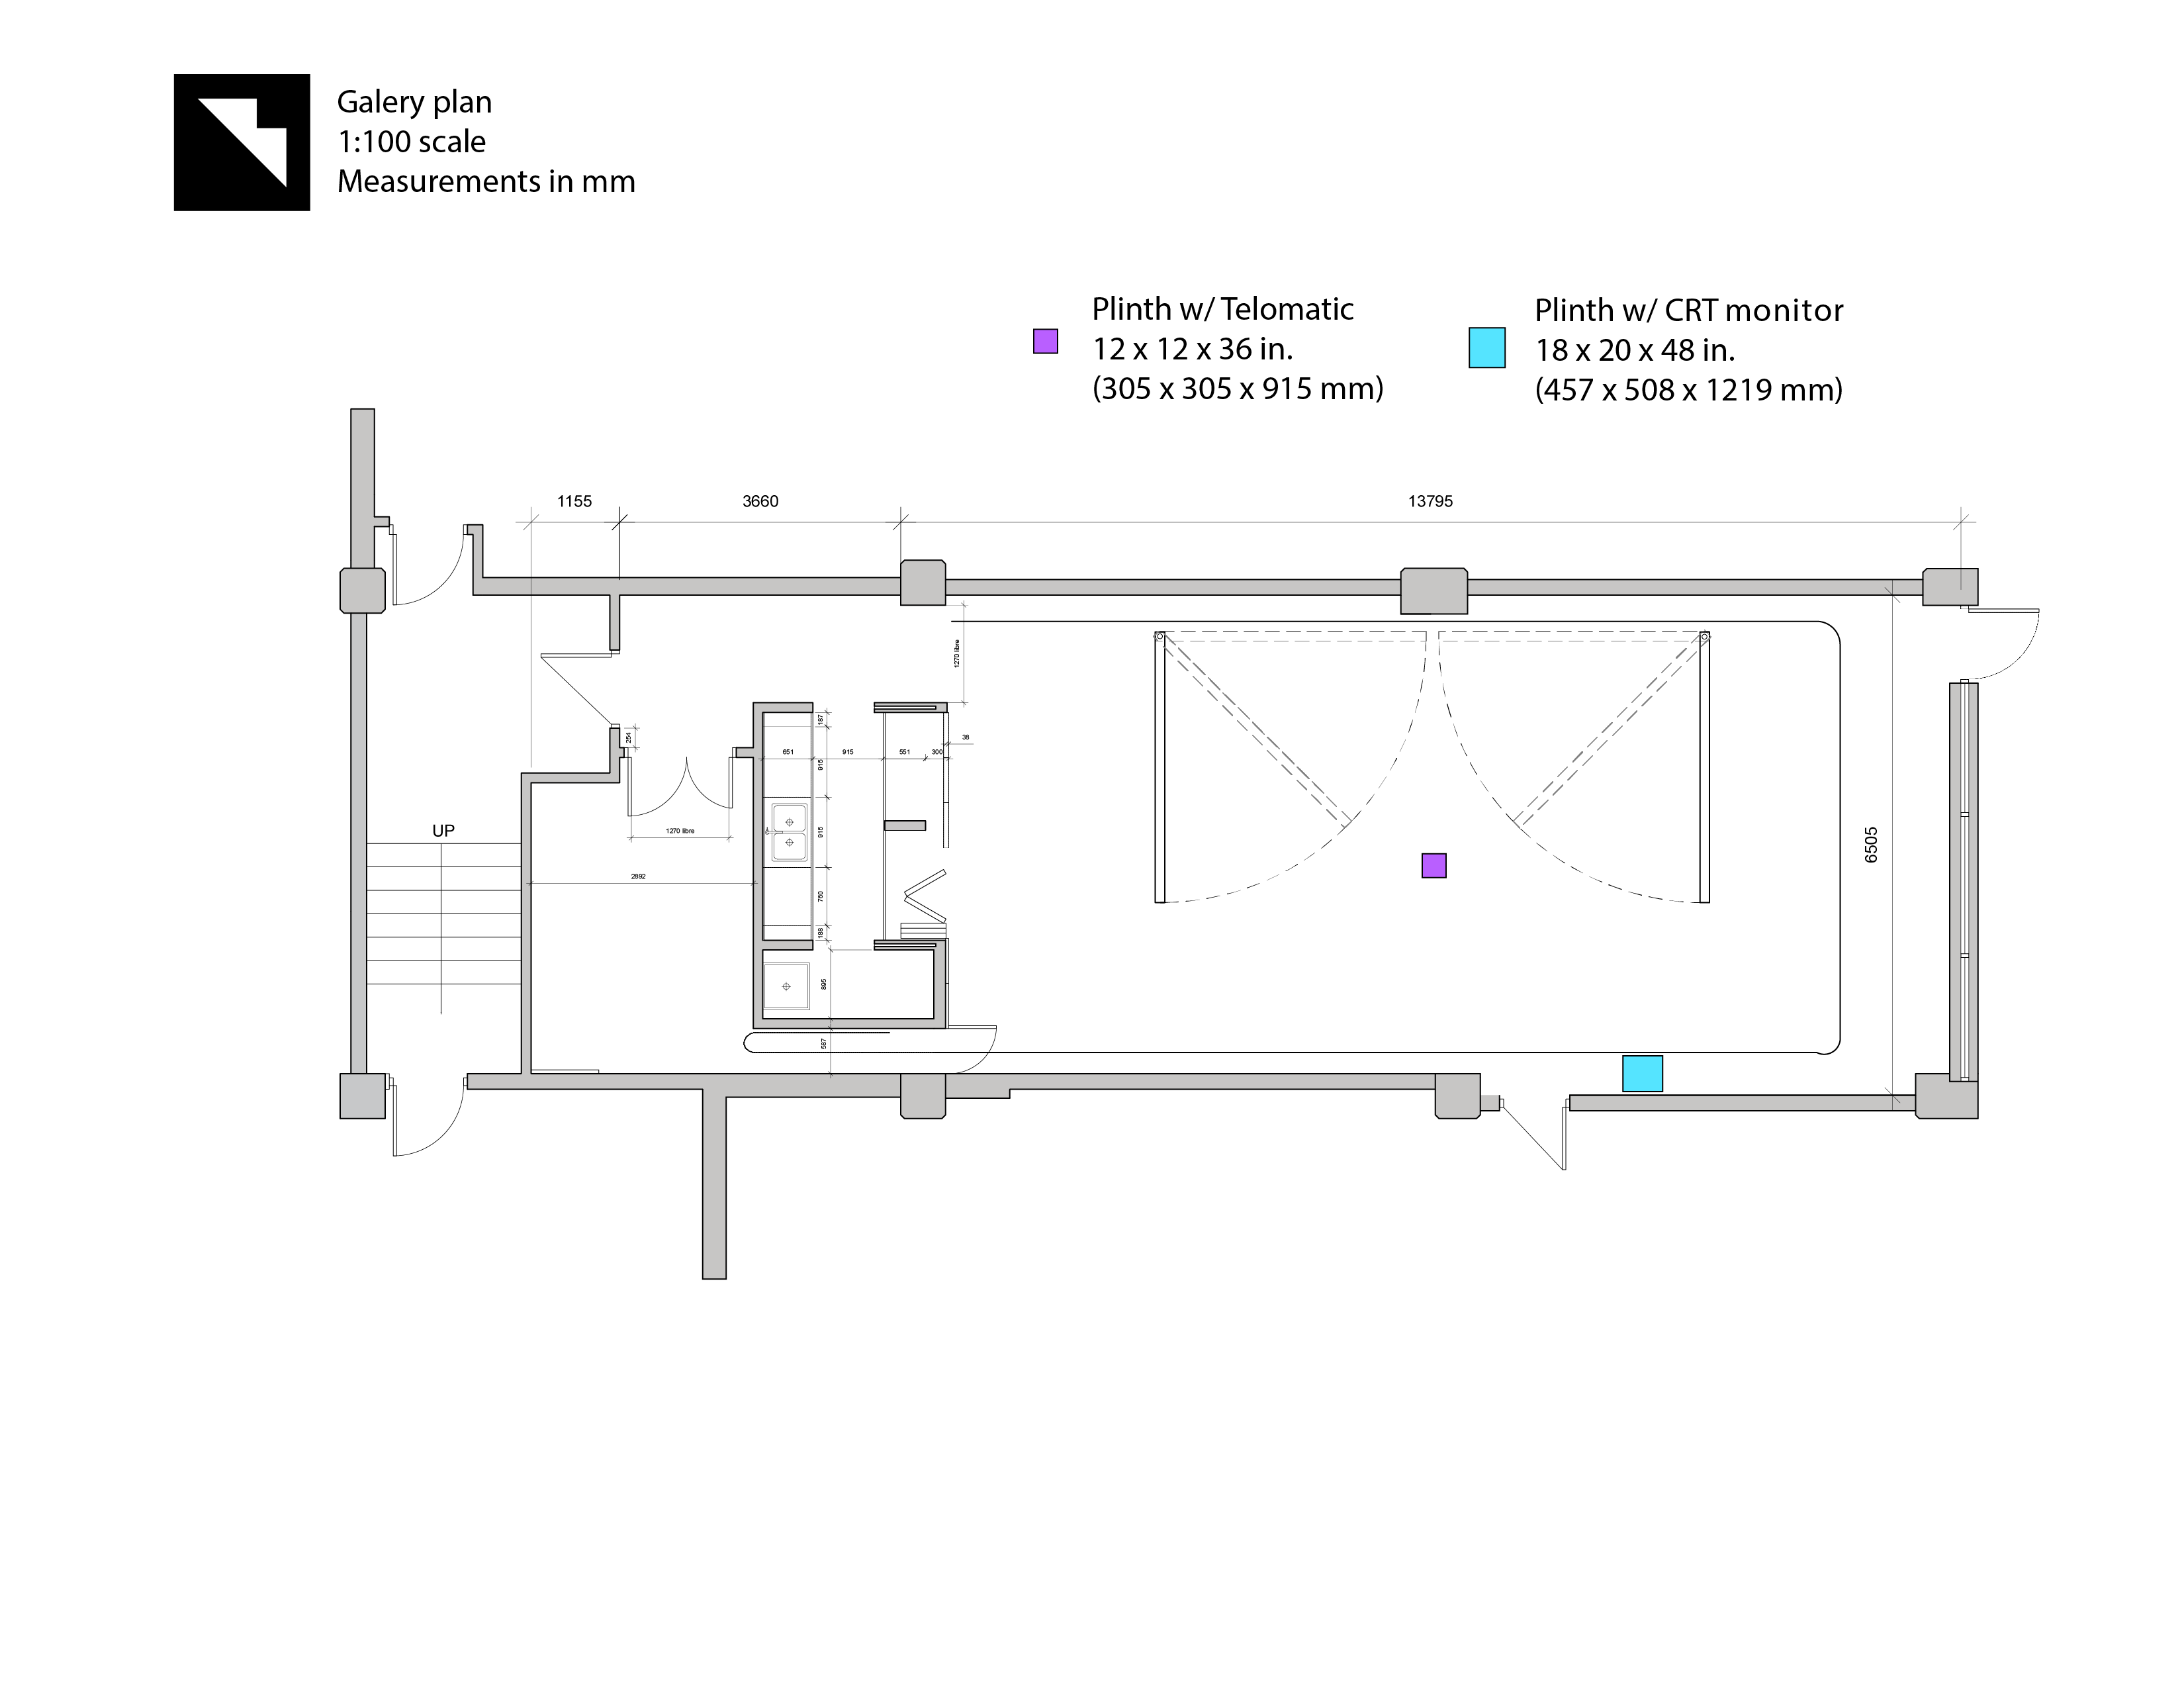 Galery plan
1:100 scale
Measurements in mm
Plinth w/ Telomatic
12 x 12 x 36 in.
(305 x 305 x 915 mm)
Plinth w/ CRT monitor
18 x 20 x 48 in.
(457 x 508 x 1219 mm)
1155
3660
13795
1270 libre
187
254
38
651
915
551
300
915
UP
1270 libre
915
6505
2892
760
188
895
587